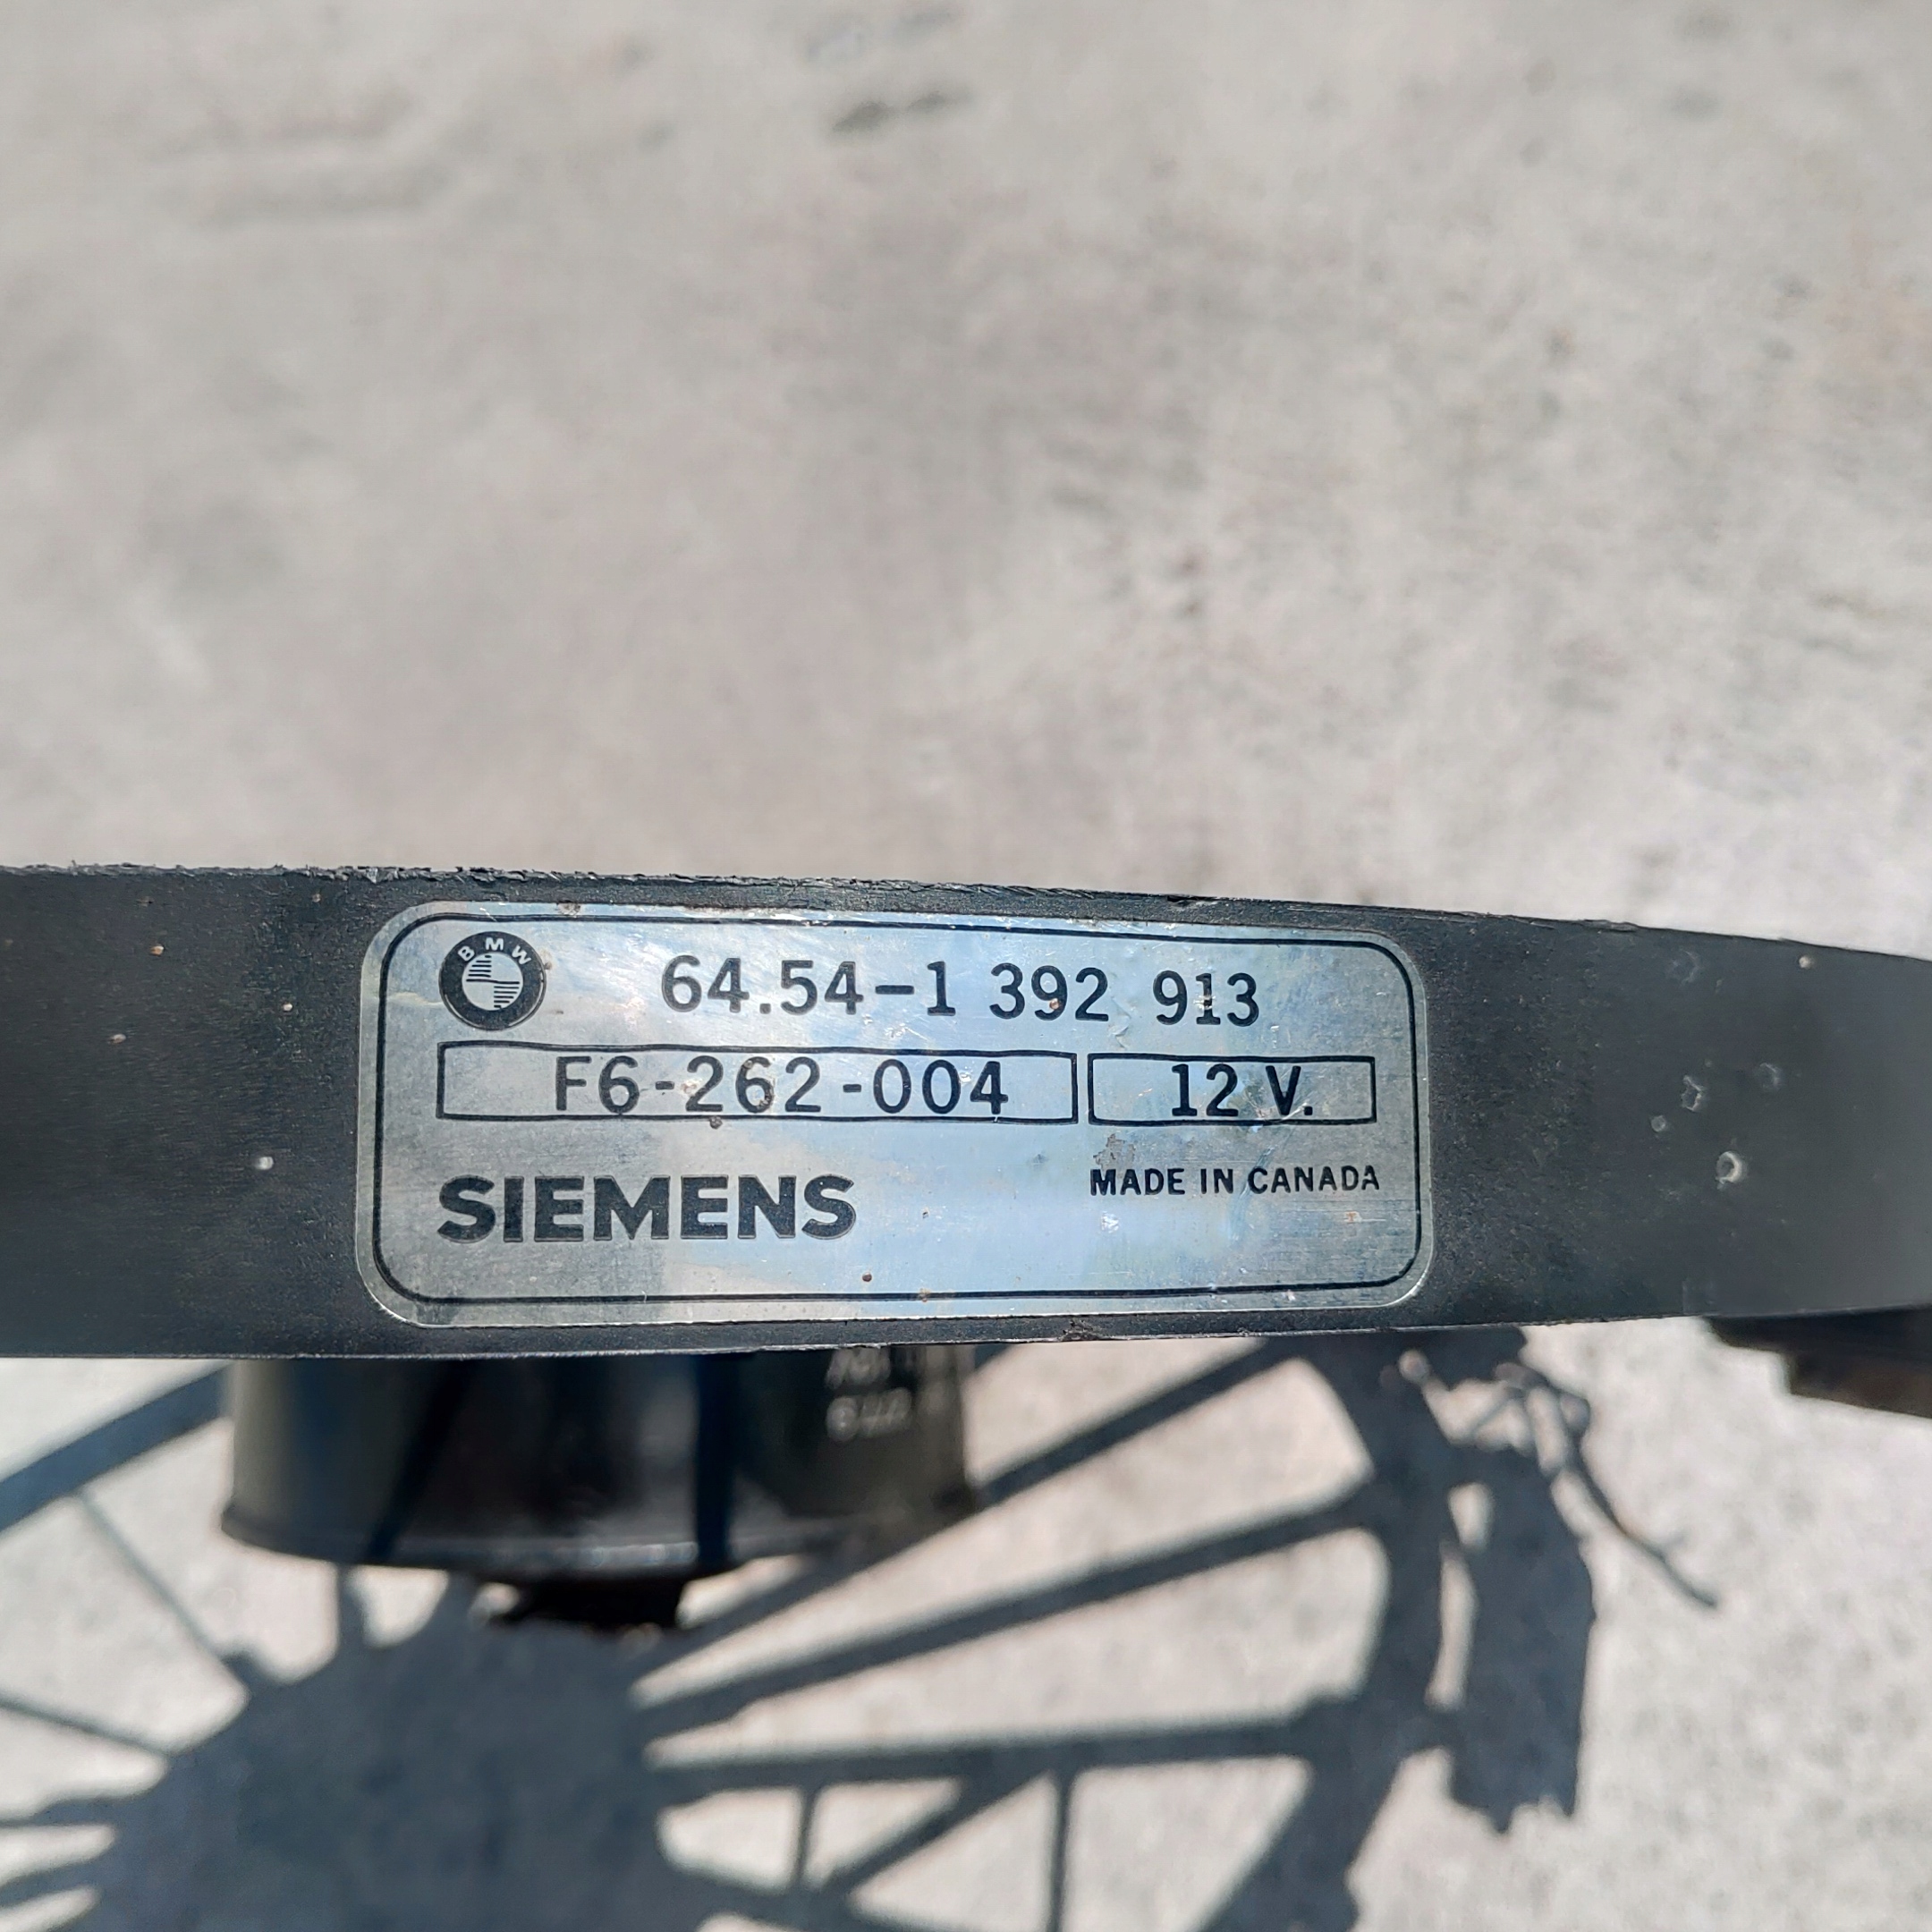 BMW
64.54-1 392 913
F6-262-004
12 V.
SIEMENS
MADE IN CANADA